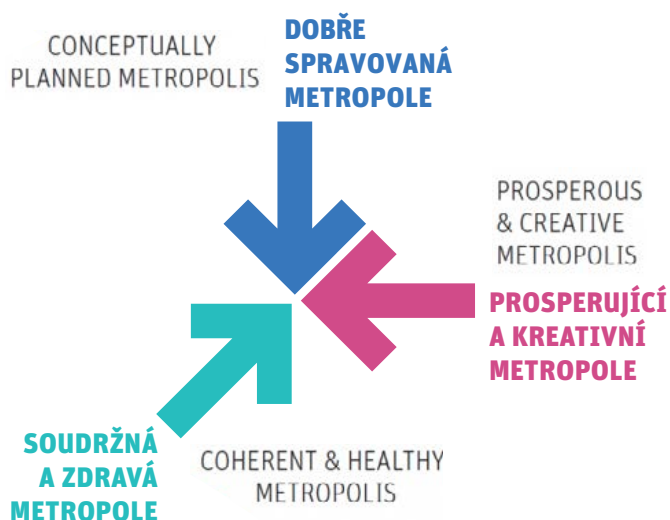 CONCEPTUALLY
PLANNED METROPOLIS
DOBŘE
SPRAVOVANÁ
METROPOLE
PROSPEROUS
& CREATIVE
METROPOLIS
PROSPERUJÍCÍ
A KREATIVNÍ
METROPOLE
SOUDRŽNÁ
A ZDRAVÁ
METROPOLE
COHERENT & HEALTHY
METROPOLIS